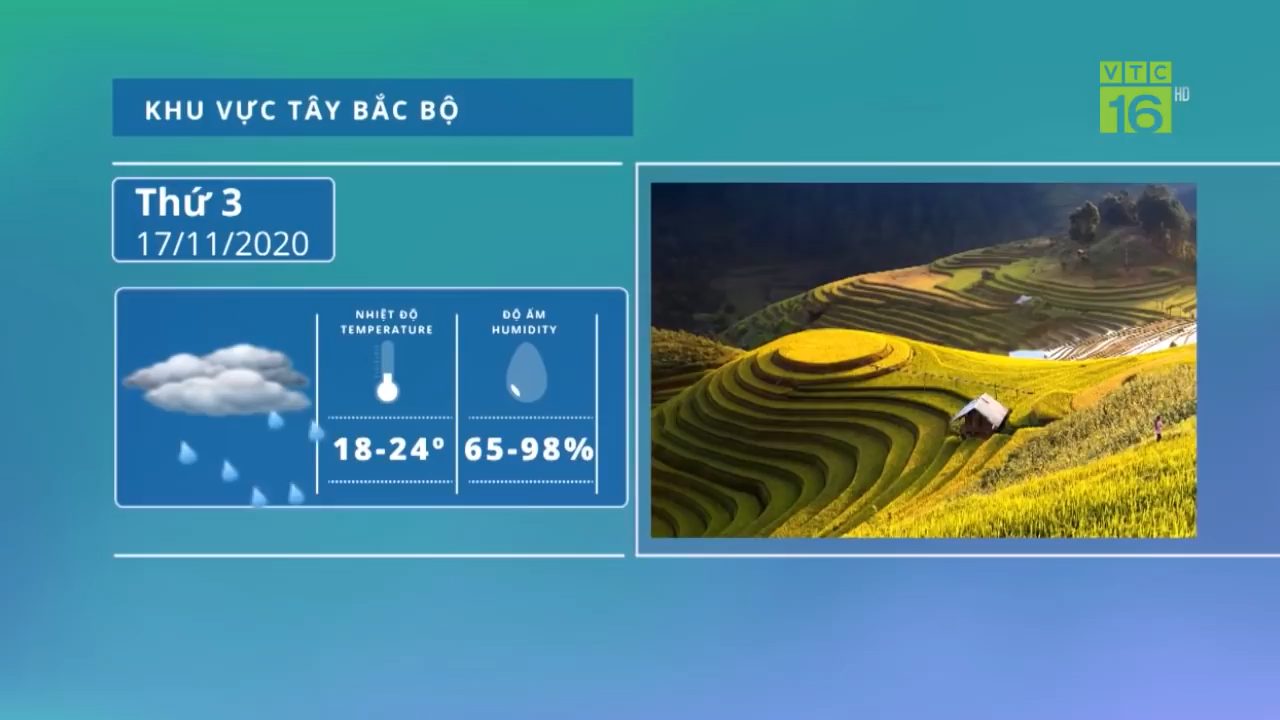 VTC
16 HD
KHU VỰC TÂY BẮC BỘ
Thứ 3
17/11/2020
NHIỆT ĐỘ
TEMPERATURE
18-24º
ĐỘ ẨM
HUMIDITY
65-98%